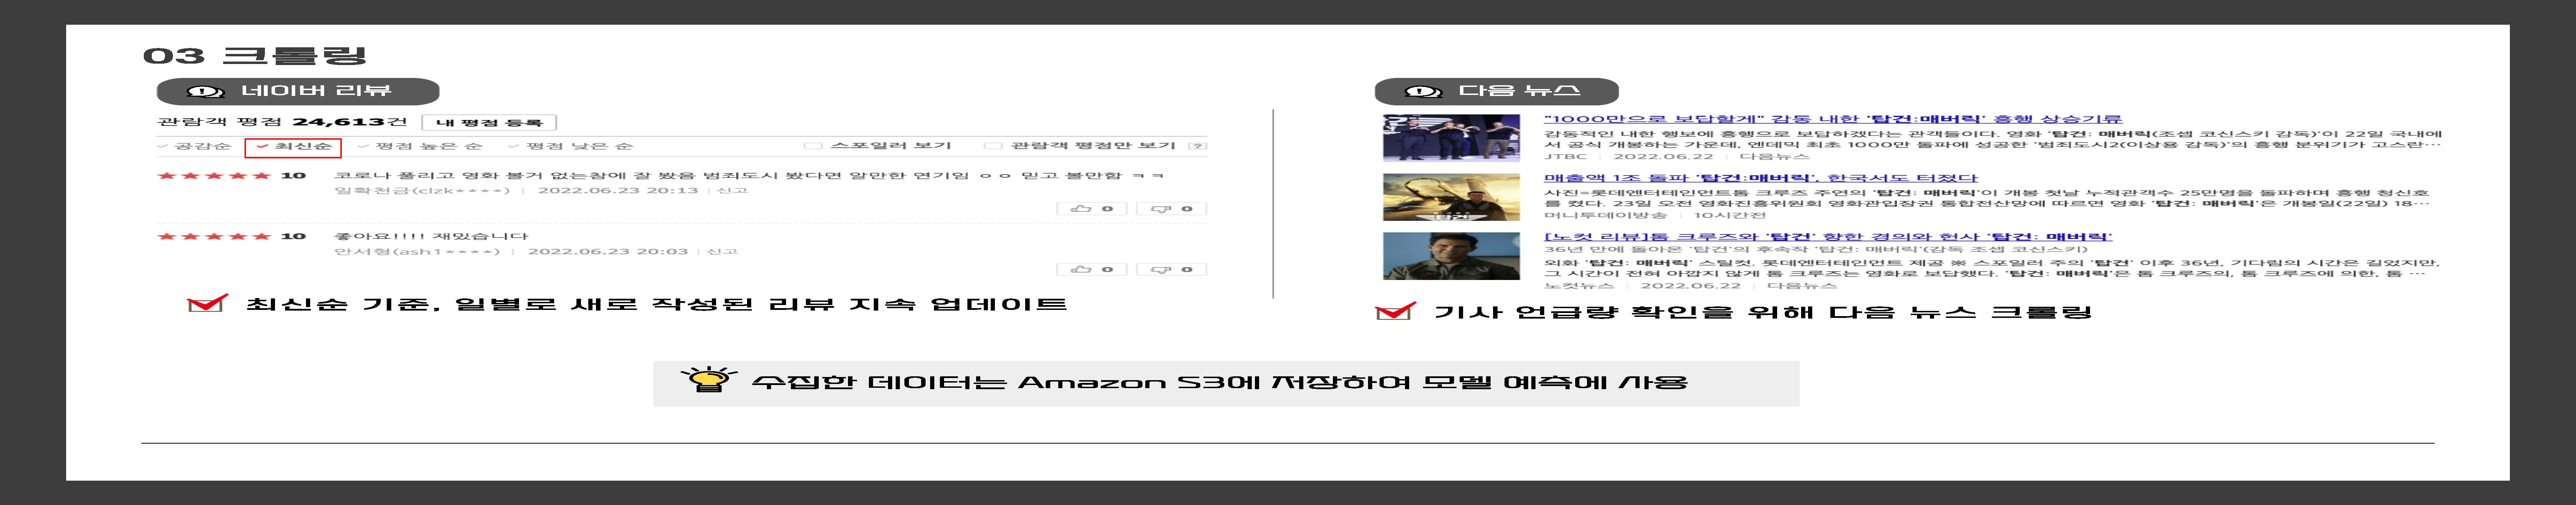 03 크롤링
네이버 리뷰
관람객 평점 24,613건 내 평점 등록
공감순 최신순 평점 높은 순 평점 낮은 순 스포일러 보기 관람객 평점만 보기 ?
10 코로나 풀리고 영화 볼거 없는참에 잘 봤음 범죄도시 봤다면 알만한 연기임 ㅇㅇ 믿고 볼만함 ㅋㅋ
일확천금(clzk****) | 2022.06.23 20:13 | 신고
0 0
10 좋아요!!!! 재밌습니다
안서형(ash1****) | 2022.06.23 20:03 | 신고
0 0
최신순 기준, 일별로 새로 작성된 리뷰 지속 업데이트
다음 뉴스
"1000만으로 보답할게" 감동 내한 '탑건:매버릭' 흥행 상승기류
감동적인 내한 행보에 흥행으로 보답하겠다는 관객들이다. 영화 '탑건: 매버릭(조셉 코신스키 감독)'이 22일 국내에
서 공식 개봉하는 가운데, 엔데믹 최초 1000만 돌파에 성공한 '범죄도시2(이상용 감독)'의 흥행 분위기가 고스란···
JTBC | 2022.06.22 | 다음뉴스
매출액 1조 돌파 '탑건:매버릭', 한국서도 터졌다
사진=롯데엔터테인먼트톰 크루즈 주연의 '탑건: 매버릭'이 개봉 첫날 누적관객수 25만명을 돌파하며 흥행 청신호
를 켰다. 23일 오전 영화진흥위원회 영화관입장권 통합전산망에 따르면 영화 '탑건: 매버릭'은 개봉일(22일) 18···
머니투데이방송 | 10시간전
[노컷 리뷰]톰 크루즈와 '탑건' 향한 경의와 헌사 '탑건: 매버릭'
36년 만에 돌아온 '탑건'의 후속작 '탑건: 매버릭'(감독 조셉 코신스키)
외화 '탑건: 매버릭' 스틸컷. 롯데엔터테인먼트 제공 ※ 스포일러 주의 '탑건' 이후 36년, 기다림의 시간은 길었지만,
그 시간이 전혀 아깝지 않게 톰 크루즈는 영화로 보답했다. '탑건: 매버릭'은 톰 크루즈의, 톰 크루즈에 의한, 톰 ···
노컷뉴스 | 2022.06.22 | 다음뉴스
기사 언급량 확인을 위해 다음 뉴스 크롤링
수집한 데이터는 Amazon S3에 저장하여 모델 예측에 사용